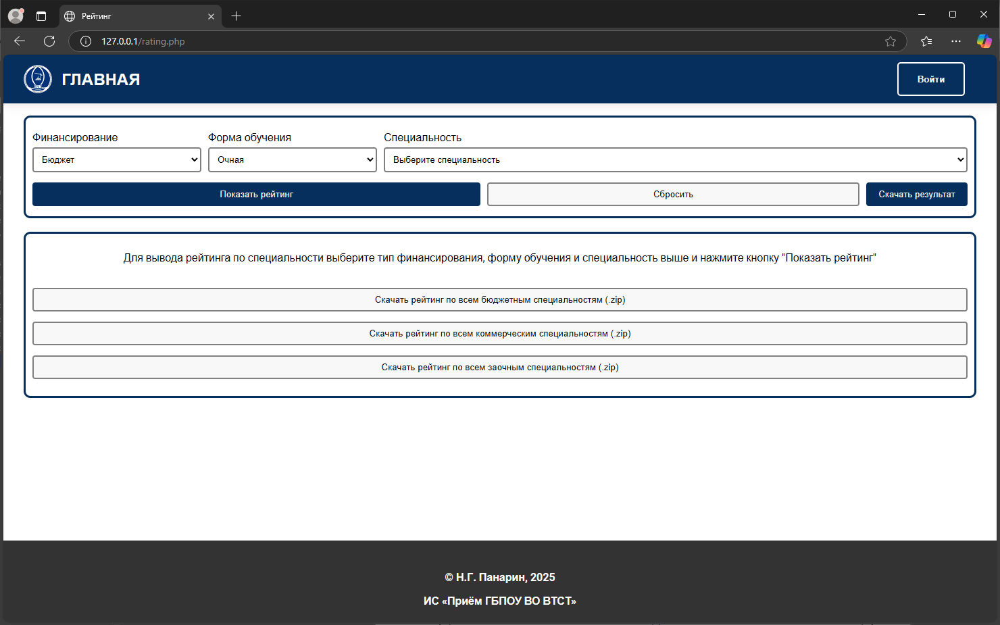 Рейтинг
127.0.0.1/rating.php
ГЛАВНАЯ
Войти
Финансирование
Форма обучения
Специальность
Бюджет
Очная
Выберите специальность
Показать рейтинг
Сбросить
Скачать результат
Для вывода рейтинга по специальности выберите тип финансирования, форму обучения и специальность выше и нажмите кнопку "Показать рейтинг"
Скачать рейтинг по всем бюджетным специальностям (.zip)
Скачать рейтинг по всем коммерческим специальностям (.zip)
Скачать рейтинг по всем заочным специальностям (.zip)
© Н.Г. Панарин, 2025
ИС «Приём ГБПОУ ВО ВТСТ»